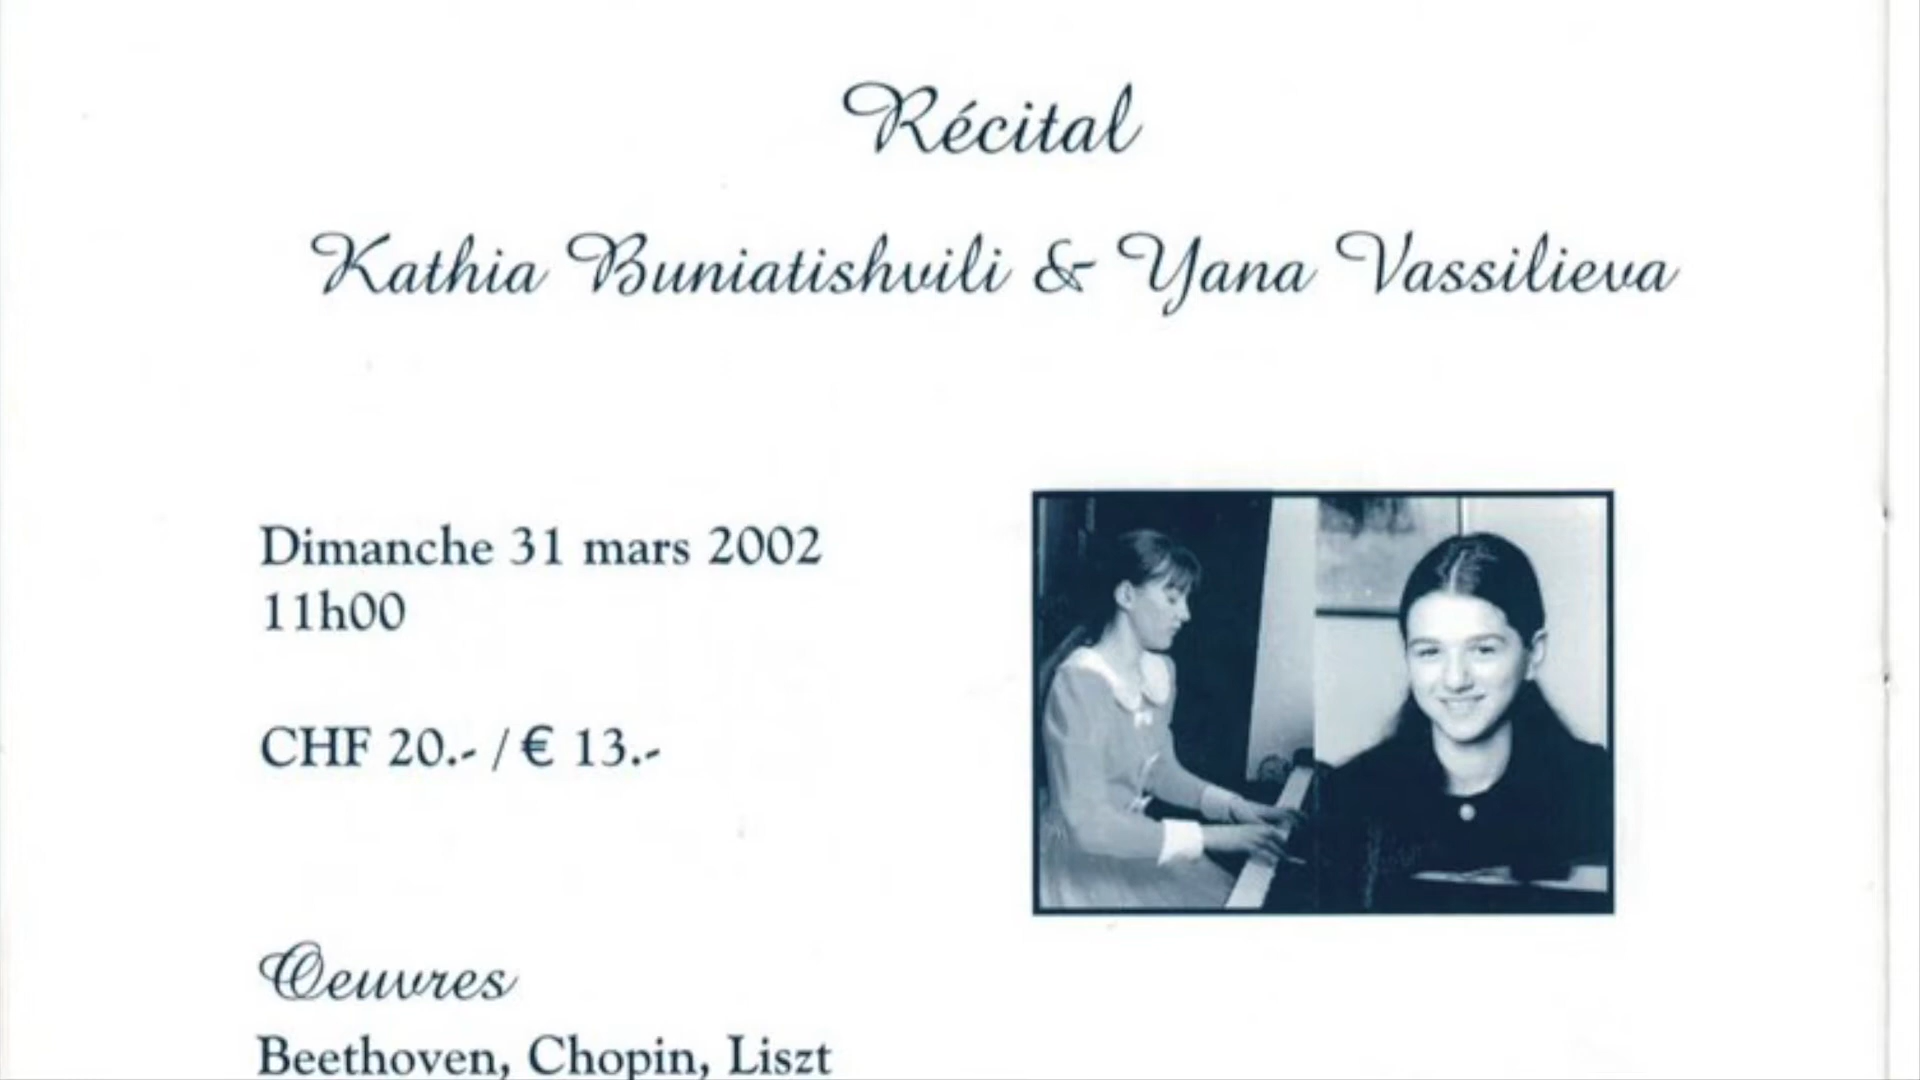 Récital
Kathia Buniatishvili & Yana Vassilieva
Dimanche 31 mars 2002
11h00
CHF 20.- / € 13.-
Oeuvres
Beethoven, Chopin, Liszt